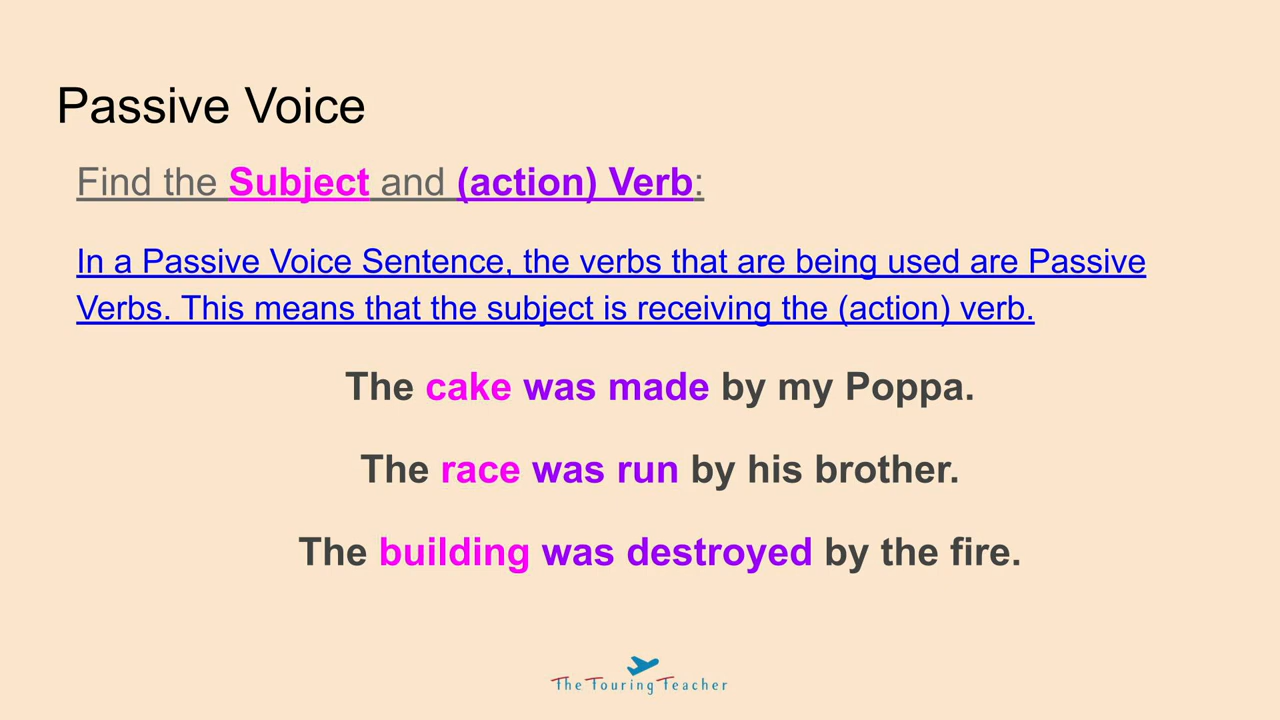 Passive Voice
Find the Subject and (action) Verb:
In a Passive Voice Sentence, the verbs that are being used are Passive
Verbs. This means that the subject is receiving the (action) verb.
The cake was made by my Poppa.
The race was run by his brother.
The building was destroyed by the fire.
The Touring Teacher